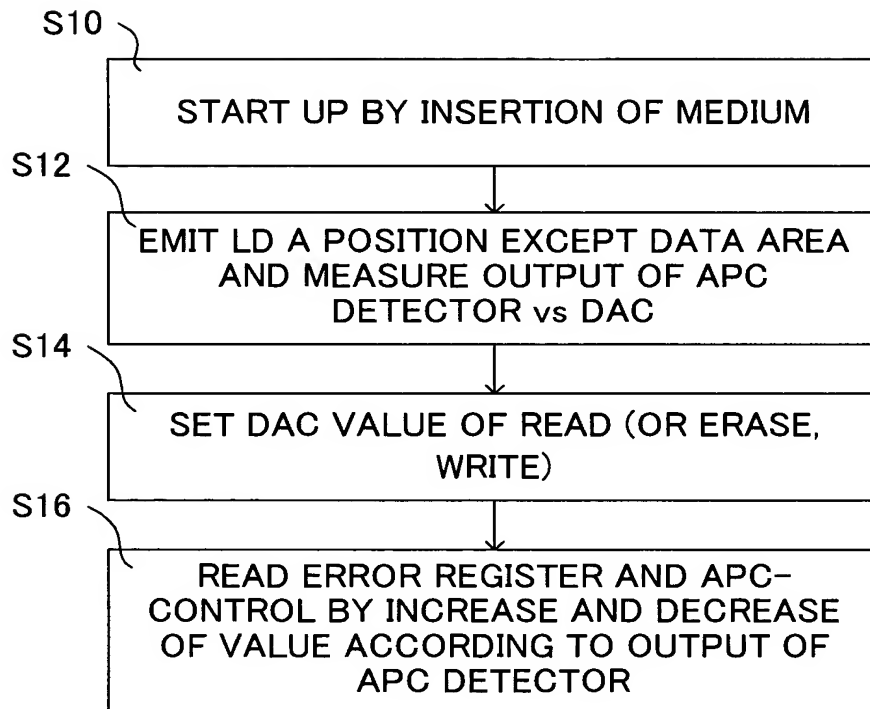 S10
START UP BY INSERTION OF MEDIUM
S12
EMIT LD A POSITION EXCEPT DATA AREA
AND MEASURE OUTPUT OF APC
DETECTOR vs DAC
S14
SET DAC VALUE OF READ (OR ERASE,
WRITE)
S16
READ ERROR REGISTER AND APC-
CONTROL BY INCREASE AND DECREASE
OF VALUE ACCORDING TO OUTPUT OF
APC DETECTOR